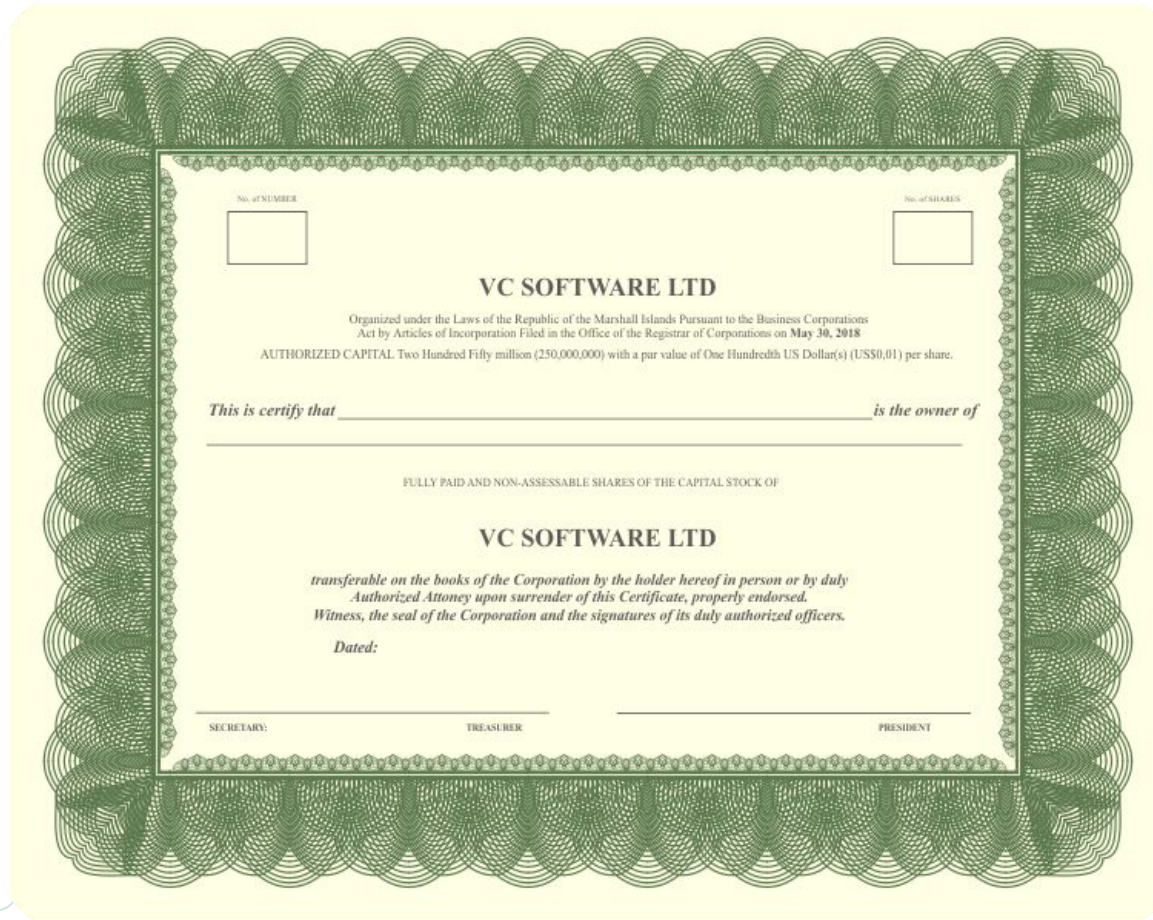 No. of NUMBER
No. of SHARES
VC SOFTWARE LTD
Organized under the Laws of the Republic of the Marshall Islands Pursuant to the Business Corporations
Act by Articles of Incorporation Filed in the Office of the Registrar of Corporations on May 30, 2018
AUTHORIZED CAPITAL Two Hundred Fifty million (250,000,000) with a par value of One Hundredth US Dollar(s) (US$0,01) per share.
This is certify that is the owner of
FULLY PAID AND NON-ASSESSABLE SHARES OF THE CAPITAL STOCK OF
VC SOFTWARE LTD
transferable on the books of the Corporation by the holder hereof in person or by duly
Authorized Attoney upon surrender of this Certificate, properly endorsed.
Witness, the seal of the Corporation and the signatures of its duly authorized officers.
Dated:
SECRETARY: TREASURER PRESIDENT